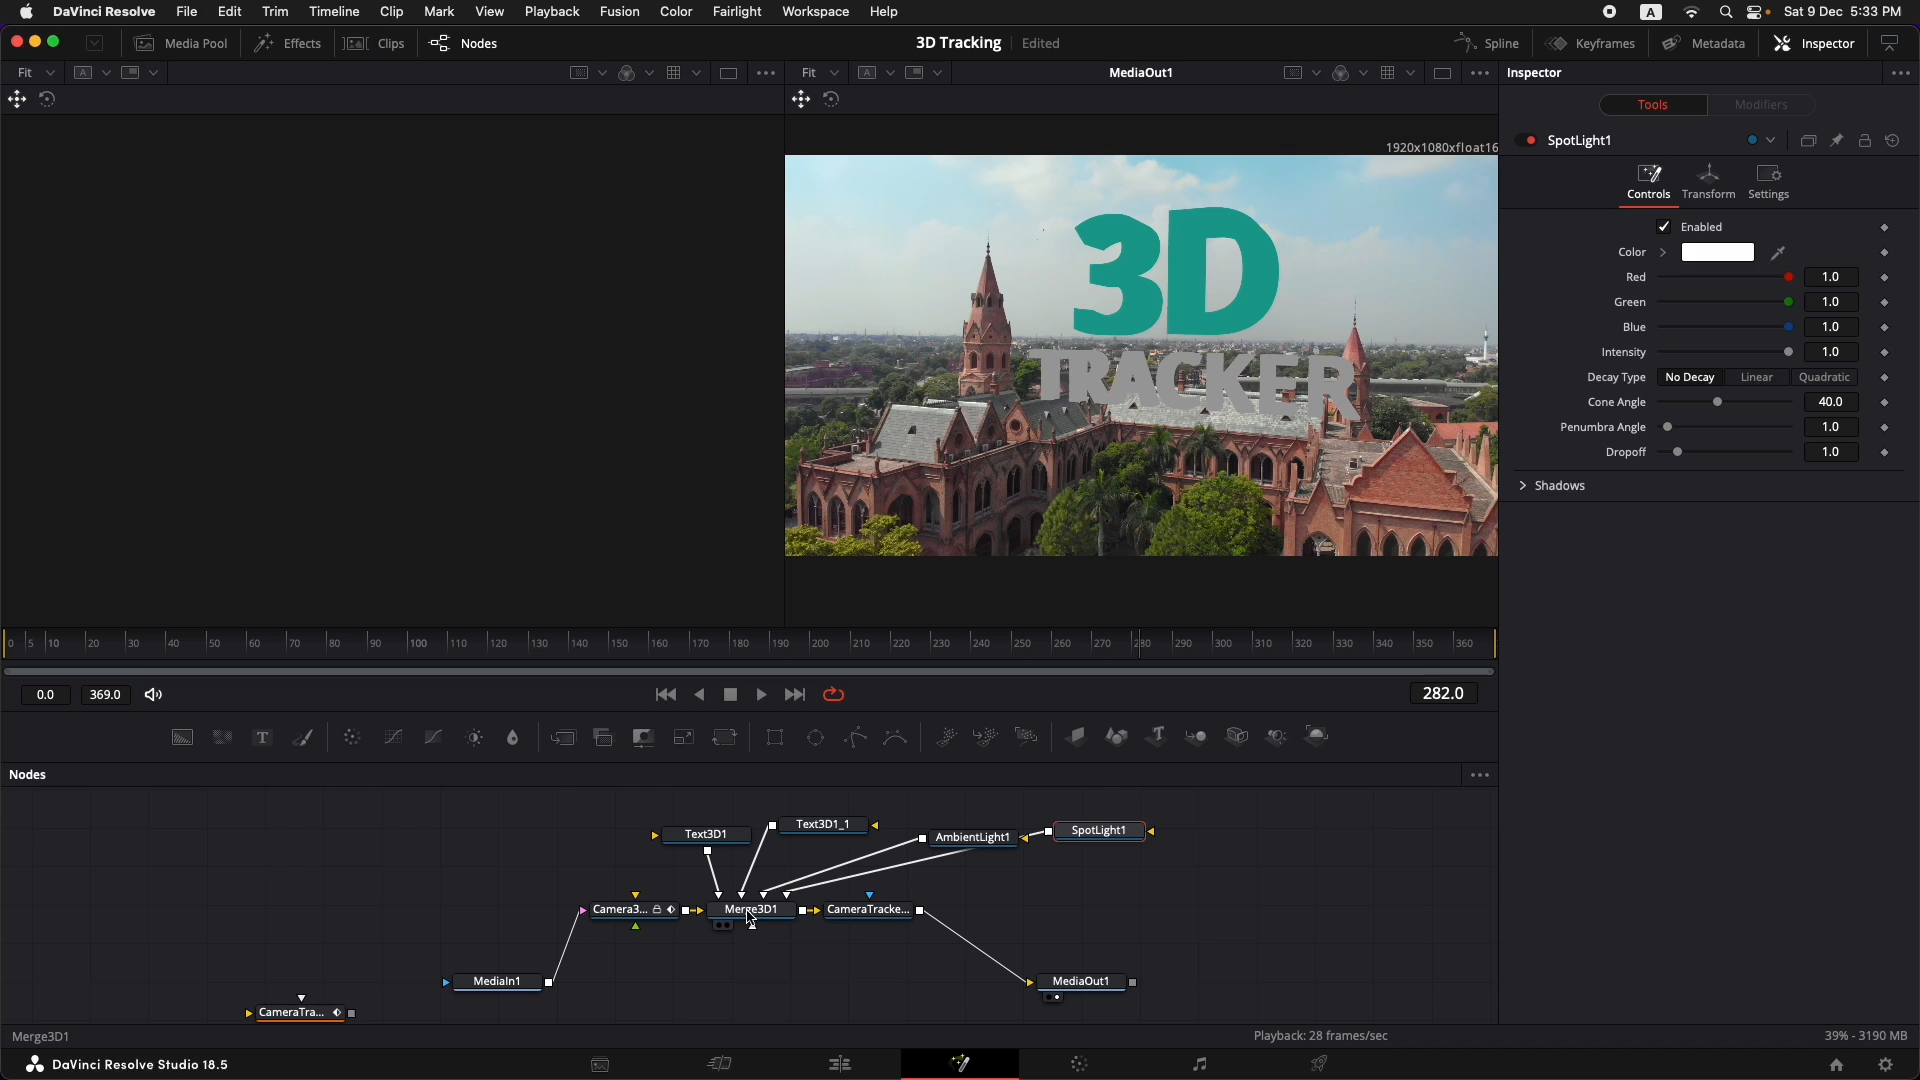 DaVinci Resolve File Edit Trim Timeline Clip Mark View Playback Fusion Color Fairlight Workspace Help A Sat 9 Dec 5:33 PM
Media Pool Effects Clips Nodes 3D Tracking Edited Spline Keyframes Metadata Inspector
Fit A Fit A MediaOut1 Inspector
Tools Modifiers
SpotLight1
1920x1080xfloat16
Controls Transform Settings
Enabled
Color
Red 1.0
Green 1.0
Blue 1.0
Intensity 1.0
Decay Type No Decay Linear Quadratic
Cone Angle 40.0
Penumbra Angle 1.0
Dropoff 1.0
Shadows
3D
TRACKER
0 5 10 20 30 40 50 60 70 80 90 100 110 120 130 140 150 160 170 180 190 200 210 220 230 240 250 260 270 280 290 300 310 320 330 340 350 360
0.0 369.0 282.0
T
Nodes
Text3D1 Text3D1_1 AmbientLight1 SpotLight1
Camera3... Merge3D1 CameraTracke...
MediaIn1 MediaOut1
CameraTra...
Merge3D1 Playback: 28 frames/sec 39% - 3190 MB
DaVinci Resolve Studio 18.5